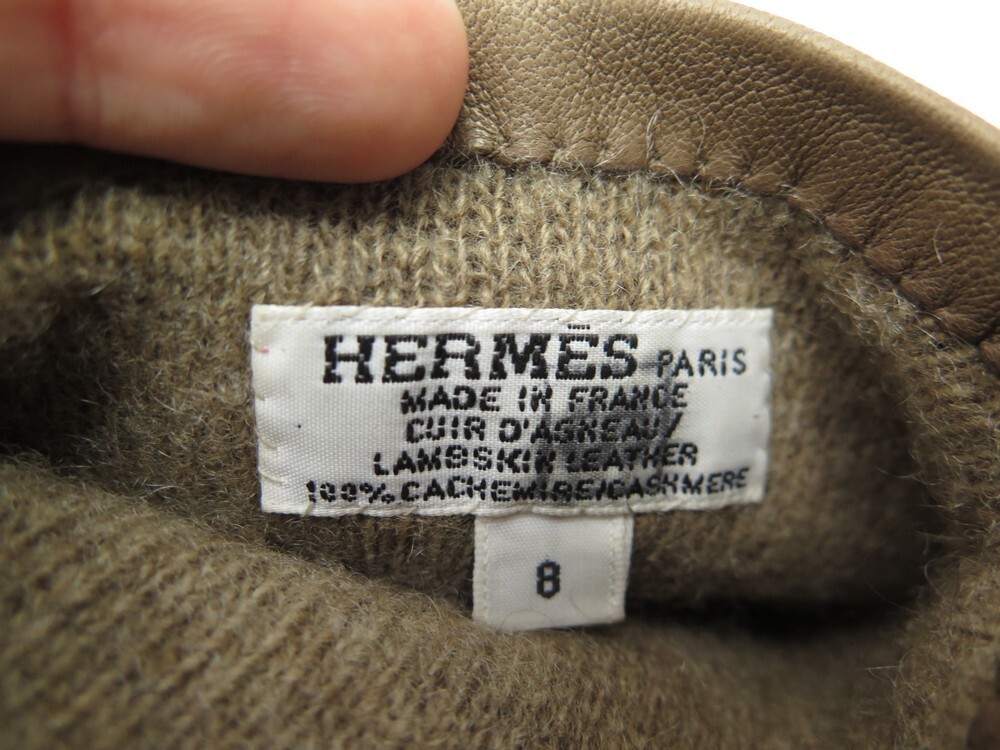 HERMÈS PARIS
MADE IN FRANCE
CUIR D'AGNEAU/
LAMBSKIN LEATHER
100% CACHEMIRE/CASHMERE
8